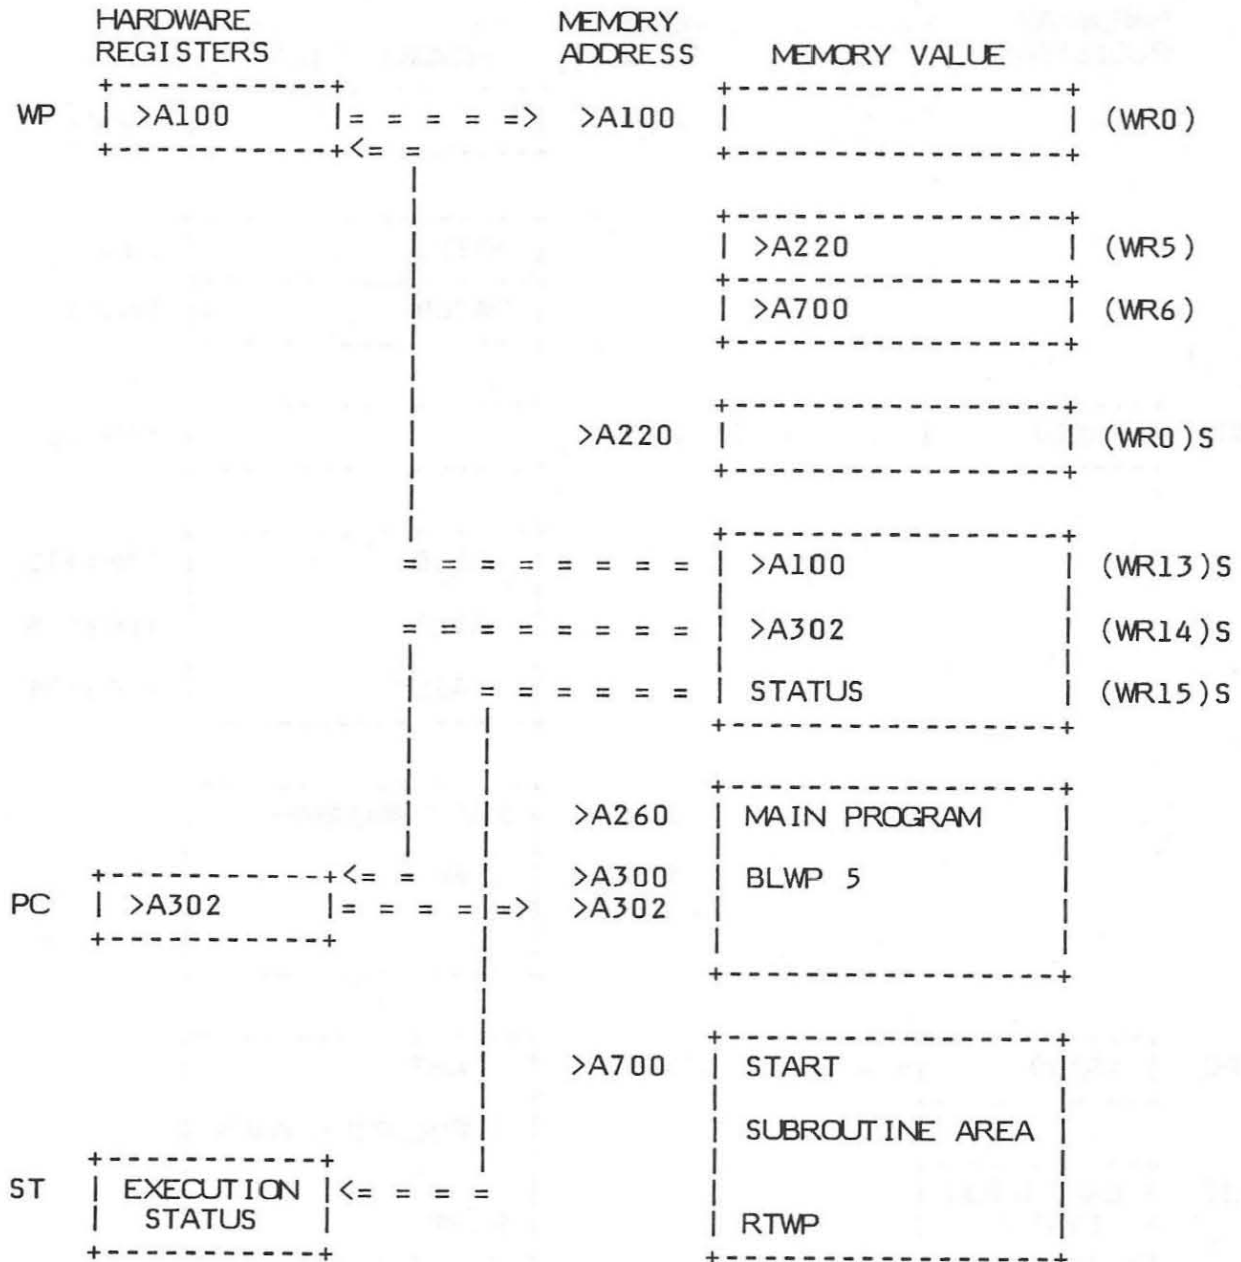 HARDWARE REGISTERS MEMORY ADDRESS MEMORY VALUE
WP >A100 >A100 (WR0)
>A220 (WR5)
>A700 (WR6)
>A220 (WR0)S
>A100 (WR13)S
>A302 (WR14)S
STATUS (WR15)S
>A260 MAIN PROGRAM
>A300 BLWP 5
PC >A302 >A302
>A700 START
SUBROUTINE AREA
ST EXECUTION STATUS
RTWP